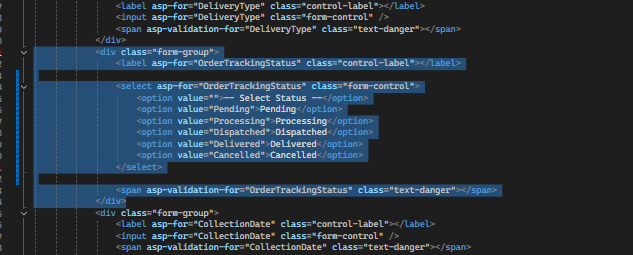 <label asp-for="DeliveryType" class="control-label"></label>
<input asp-for="DeliveryType" class="form-control" />
<span asp-validation-for="DeliveryType" class="text-danger"></span>
</div>
<div class="form-group">
<label asp-for="OrderTrackingStatus" class="control-label"></label>
<select asp-for="OrderTrackingStatus" class="form-control">
<option value="">-- Select Status --</option>
<option value="Pending">Pending</option>
<option value="Processing">Processing</option>
<option value="Dispatched">Dispatched</option>
<option value="Delivered">Delivered</option>
<option value="Cancelled">Cancelled</option>
</select>
<span asp-validation-for="OrderTrackingStatus" class="text-danger"></span>
</div>
<div class="form-group">
<label asp-for="CollectionDate" class="control-label"></label>
<input asp-for="CollectionDate" class="form-control" />
<span asp-validation-for="CollectionDate" class="text-danger"></span>